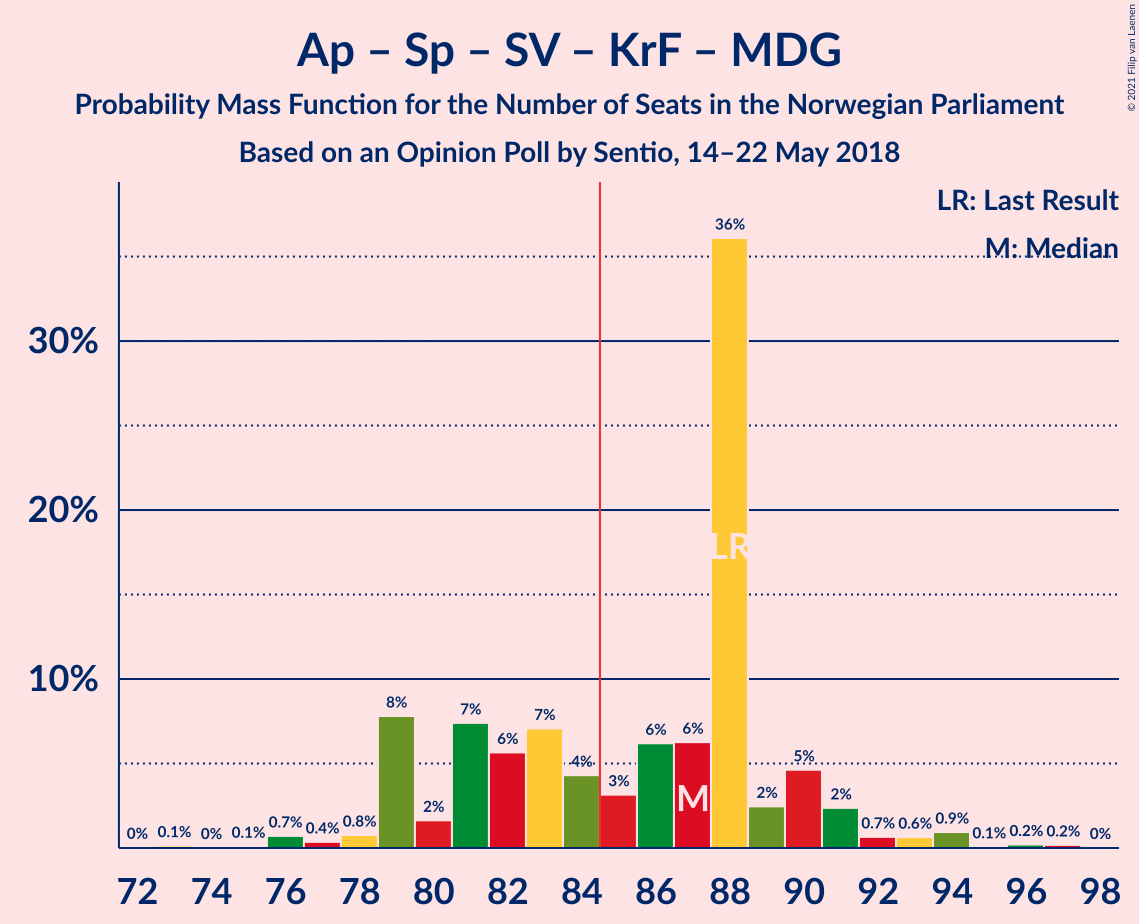 Ap – Sp – SV – KrF – MDG
Probability Mass Function for the Number of Seats in the Norwegian Parliament
Based on an Opinion Poll by Sentio, 14–22 May 2018
© 2021 Filip van Laenen
LR: Last Result
M: Median
30%
20%
10%
0% 0.1% 0% 0.1% 0.7% 0.4% 0.8% 8% 2% 7% 6% 7% 4% 3% 6% 6% 36% 2% 5% 2% 0.7% 0.6% 0.9% 0.1% 0.2% 0.2% 0%
LR
M
72 74 76 78 80 82 84 86 88 90 92 94 96 98